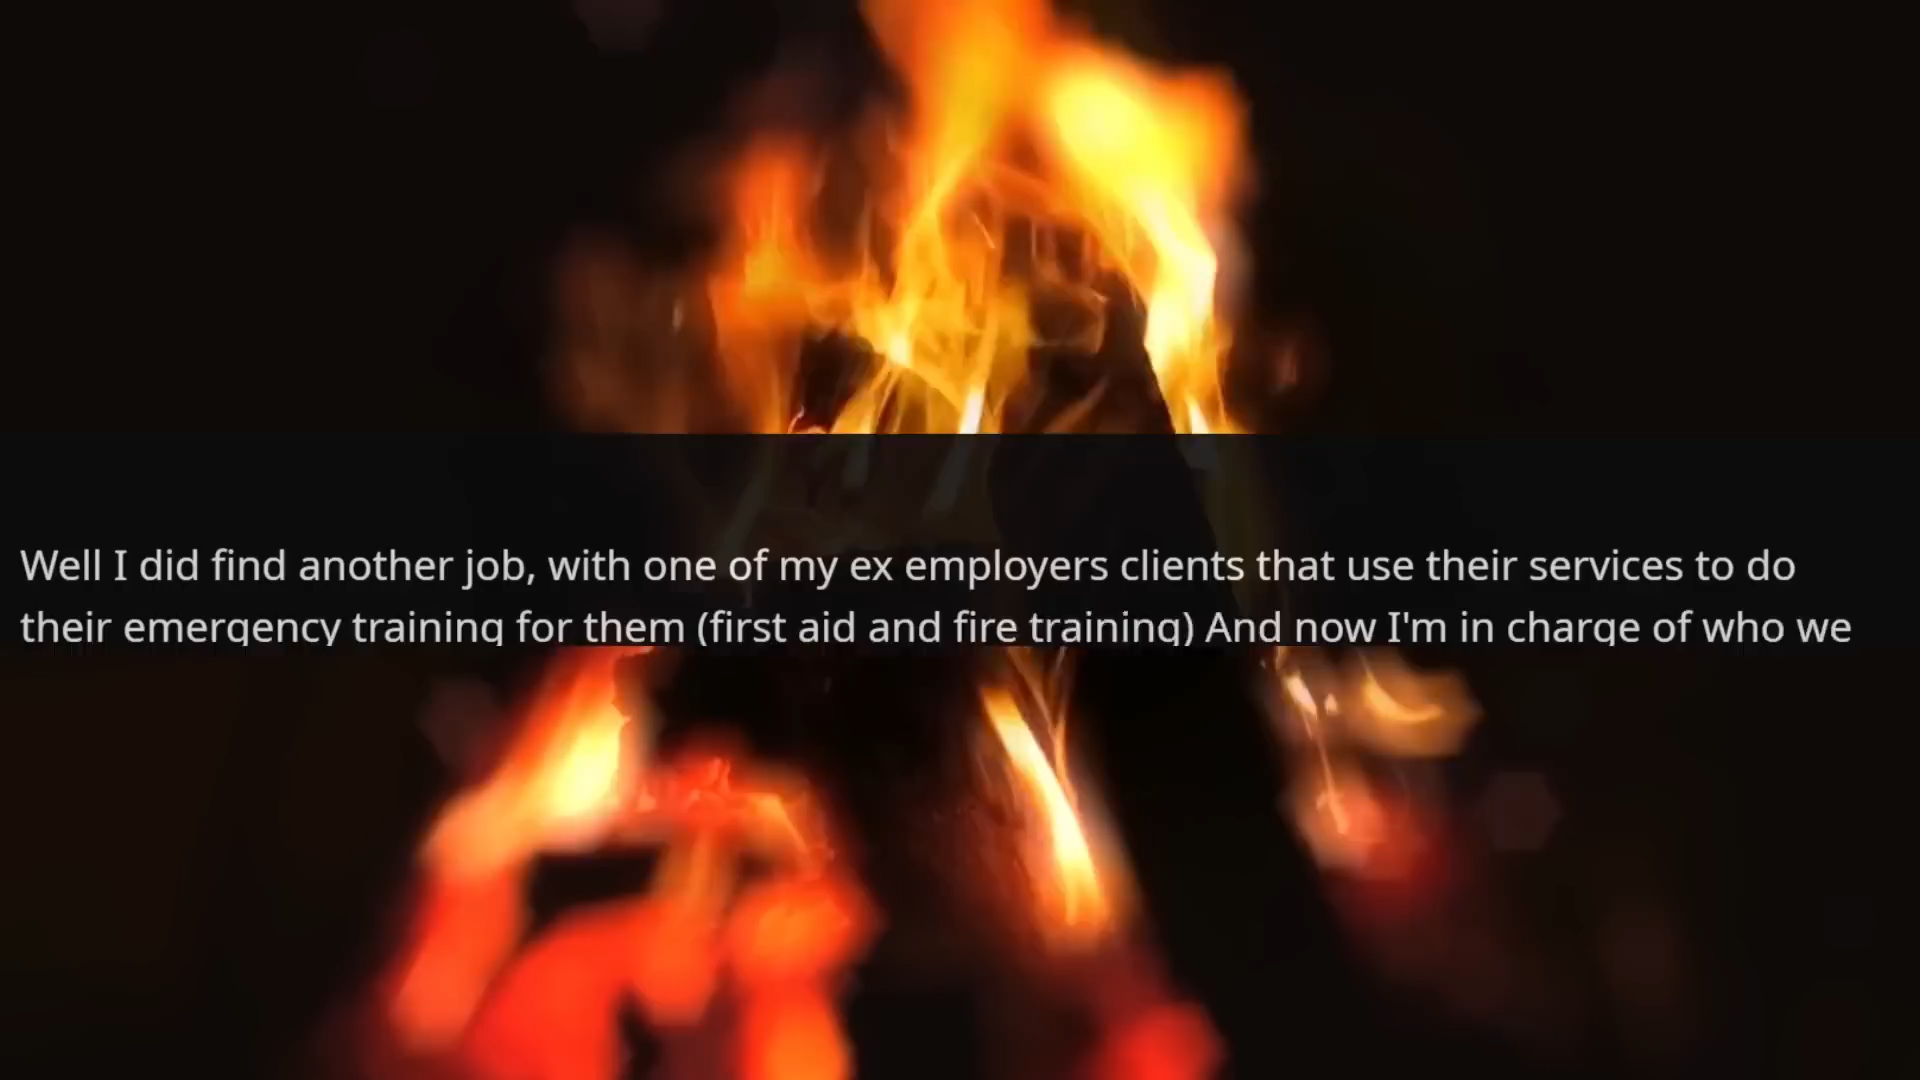 Well I did find another job, with one of my ex employers clients that use their services to do
their emergency training for them (first aid and fire training) And now I'm in charge of who we